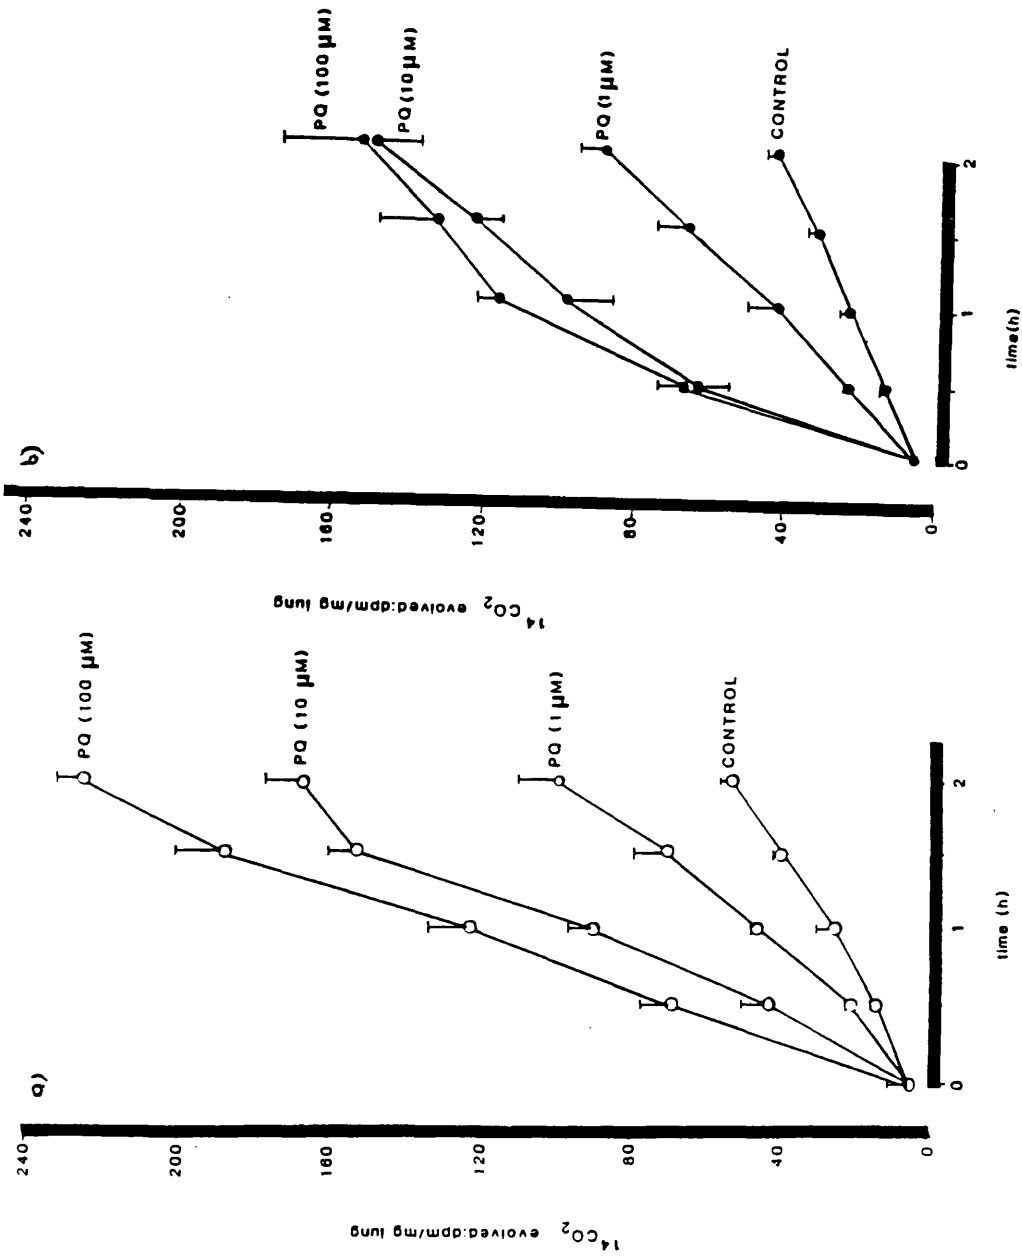 a)
240
200
160
120
80
40
0
14CO2 evolved:dpm/mg lung
PQ (100 µM)
PQ (10 µM)
PQ (1 µM)
CONTROL
0
1
2
time (h)
b)
240
200
160
120
80
40
0
14CO2 evolved:dpm/mg lung
PQ (100 µM)
PQ (10 µM)
PQ (1 µM)
CONTROL
0
1
2
time(h)